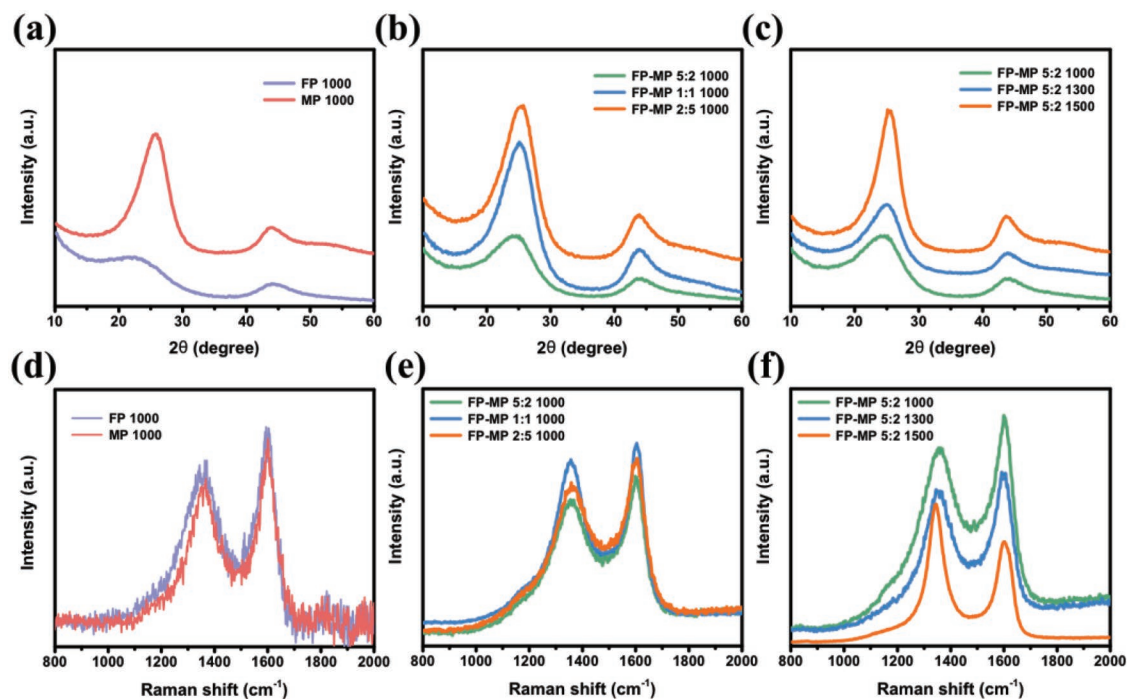 (a)
Intensity (a.u.)
FP 1000
MP 1000
10 20 30 40 50 60
2θ (degree)
(b)
Intensity (a.u.)
FP-MP 5:2 1000
FP-MP 1:1 1000
FP-MP 2:5 1000
10 20 30 40 50 60
2θ (degree)
(c)
Intensity (a.u.)
FP-MP 5:2 1000
FP-MP 5:2 1300
FP-MP 5:2 1500
10 20 30 40 50 60
2θ (degree)
(d)
Intensity (a.u.)
FP 1000
MP 1000
800 1000 1200 1400 1600 1800 2000
Raman shift (cm⁻¹)
(e)
Intensity (a.u.)
FP-MP 5:2 1000
FP-MP 1:1 1000
FP-MP 2:5 1000
800 1000 1200 1400 1600 1800 2000
Raman shift (cm⁻¹)
(f)
Intensity (a.u.)
FP-MP 5:2 1000
FP-MP 5:2 1300
FP-MP 5:2 1500
800 1000 1200 1400 1600 1800 2000
Raman shift (cm⁻¹)